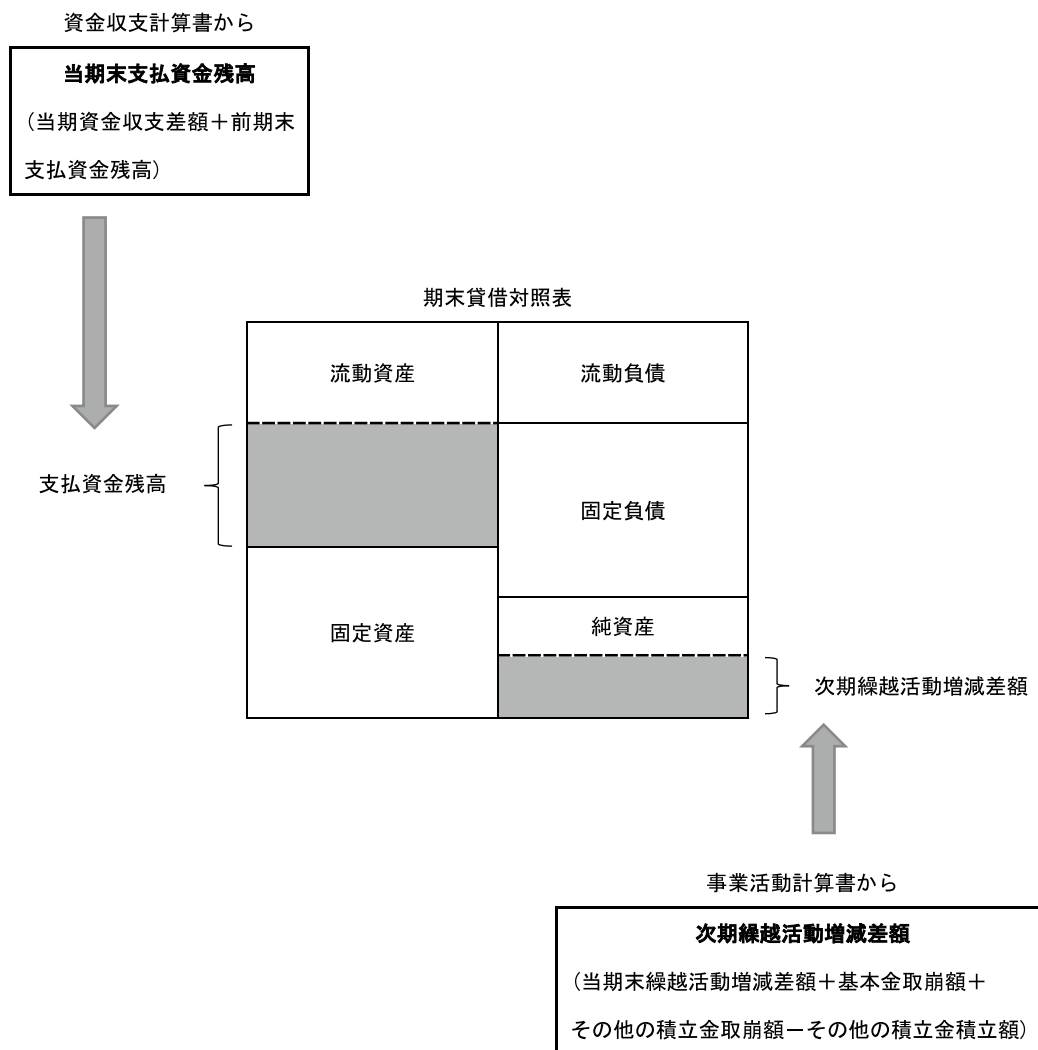 資金収支計算書から
当期末支払資金残高
（当期資金収支差額＋前期末
支払資金残高）
期末貸借対照表
流動資産
流動負債
支払資金残高
固定負債
固定資産
純資産
次期繰越活動増減差額
事業活動計算書から
次期繰越活動増減差額
（当期末繰越活動増減差額＋基本金取崩額＋
その他の積立金取崩額－その他の積立金積立額）